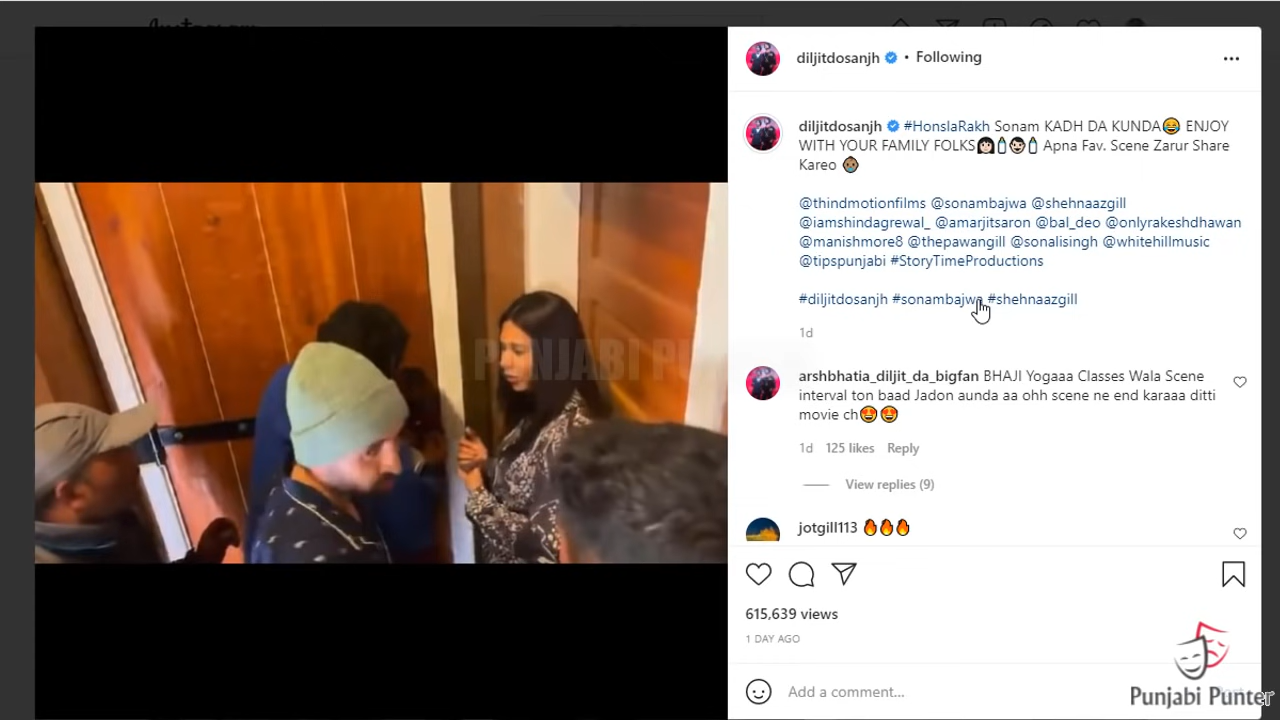 Instagram
diljitdosanjh • Following
diljitdosanjh #HonslaRakh Sonam KADH DA KUNDA😂 ENJOY
WITH YOUR FAMILY FOLKS👩🏻🍼👦🏻🍼 Apna Fav. Scene Zarur Share
Kareo 👶🏽
@thindmotionfilms @sonambajwa @shehnaazgill
@iamshindagrewal_ @amarjitsaron @bal_deo @onlyrakeshdhawan
@manishmore8 @thepawangill @sonalisingh @whitehillmusic
@tipspunjabi #StoryTimeProductions
#diljitdosanjh #sonambajwa #shehnaazgill
1d
arshbhatia_diljit_da_bigfan BHAJI Yogaaa Classes Wala Scene
interval ton baad Jadon aunda aa ohh scene ne end karaaa ditti
movie ch🤩🤩
1d 125 likes Reply
View replies (9)
jotgill113 🔥🔥🔥
615,639 views
1 DAY AGO
Add a comment...
PUNJABI PU
Punjabi Punter